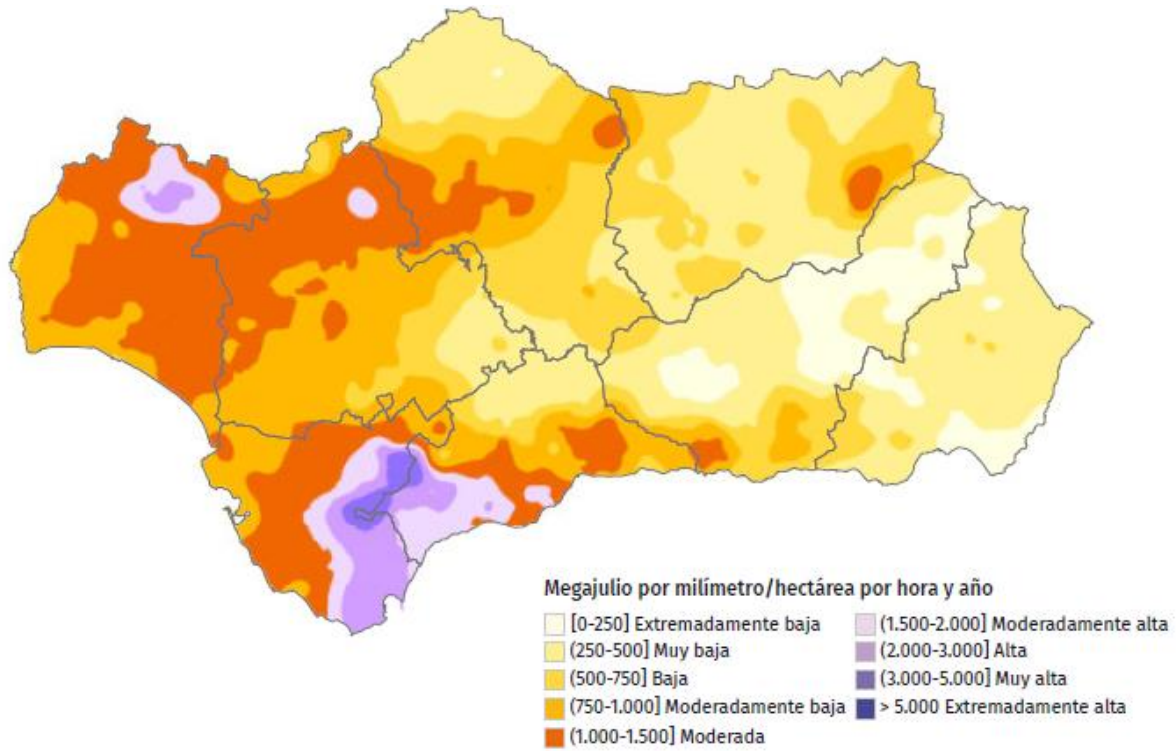 Megajulio por milímetro/hectárea por hora y año
[0-250] Extremadamente baja
(250-500] Muy baja
(500-750] Baja
(750-1.000] Moderadamente baja
(1.000-1.500] Moderada
(1.500-2.000] Moderadamente alta
(2.000-3.000] Alta
(3.000-5.000] Muy alta
> 5.000 Extremadamente alta